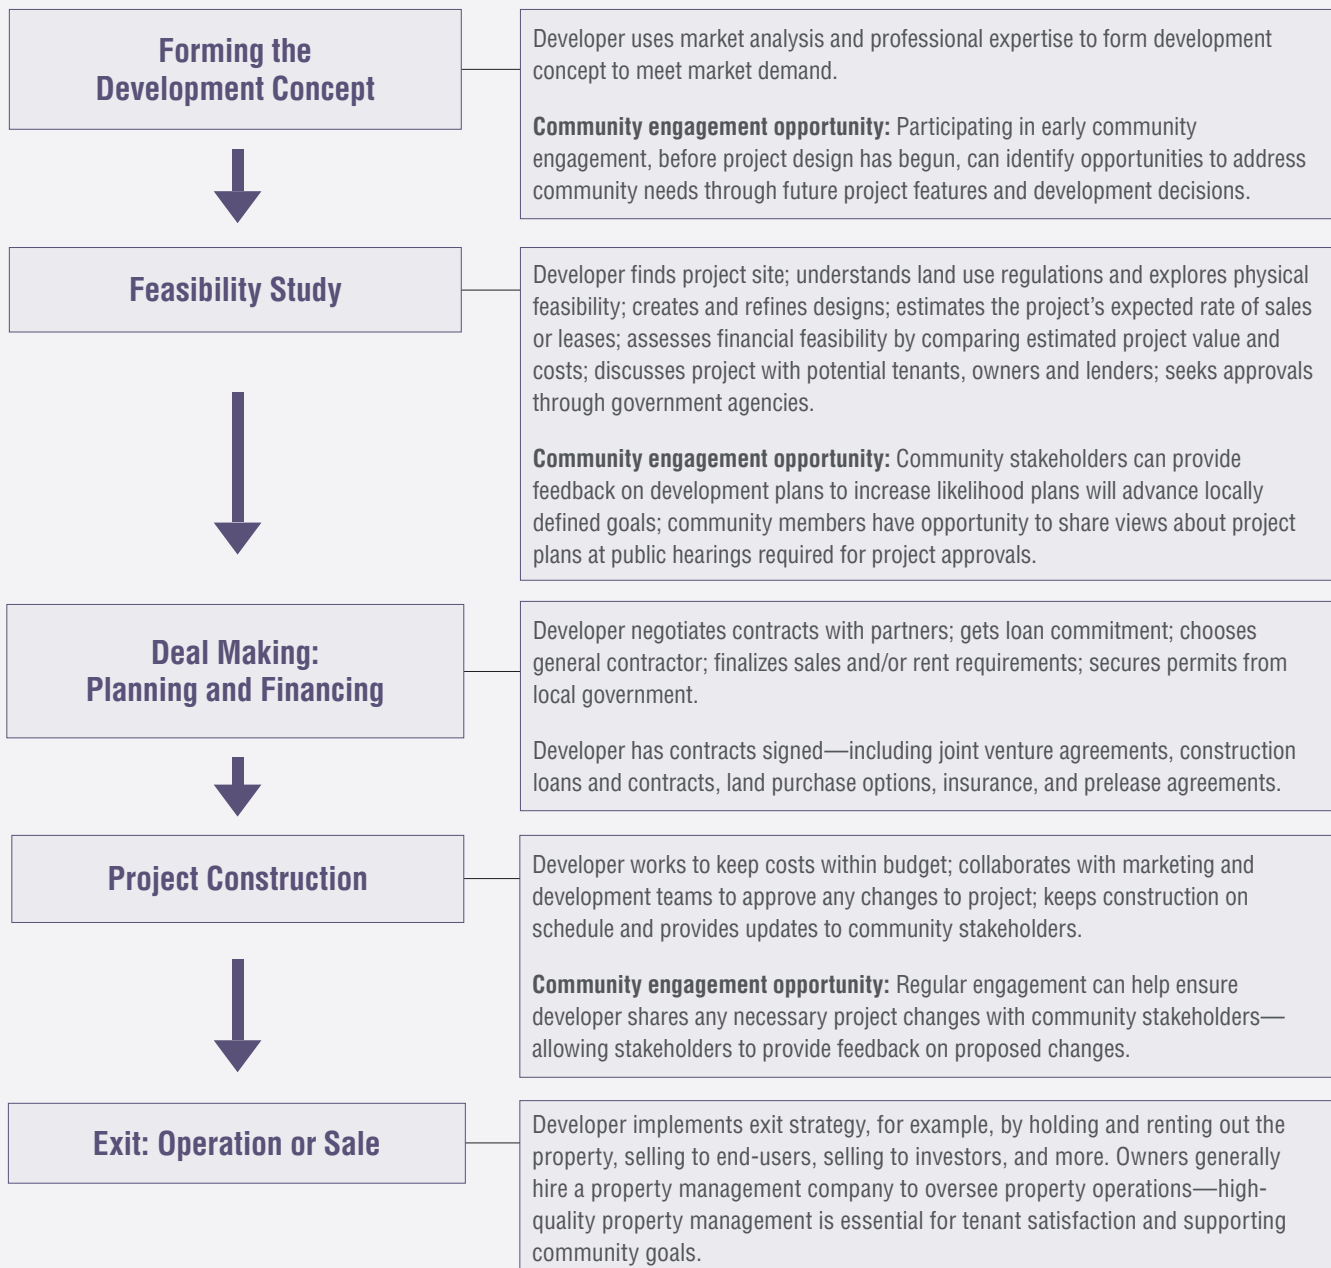 Forming the
Development Concept
Developer uses market analysis and professional expertise to form development
concept to meet market demand.
Community engagement opportunity: Participating in early community
engagement, before project design has begun, can identify opportunities to address
community needs through future project features and development decisions.
Feasibility Study
Developer finds project site; understands land use regulations and explores physical
feasibility; creates and refines designs; estimates the project’s expected rate of sales
or leases; assesses financial feasibility by comparing estimated project value and
costs; discusses project with potential tenants, owners and lenders; seeks approvals
through government agencies.
Community engagement opportunity: Community stakeholders can provide
feedback on development plans to increase likelihood plans will advance locally
defined goals; community members have opportunity to share views about project
plans at public hearings required for project approvals.
Deal Making:
Planning and Financing
Developer negotiates contracts with partners; gets loan commitment; chooses
general contractor; finalizes sales and/or rent requirements; secures permits from
local government.
Developer has contracts signed—including joint venture agreements, construction
loans and contracts, land purchase options, insurance, and prelease agreements.
Project Construction
Developer works to keep costs within budget; collaborates with marketing and
development teams to approve any changes to project; keeps construction on
schedule and provides updates to community stakeholders.
Community engagement opportunity: Regular engagement can help ensure
developer shares any necessary project changes with community stakeholders—
allowing stakeholders to provide feedback on proposed changes.
Exit: Operation or Sale
Developer implements exit strategy, for example, by holding and renting out the
property, selling to end-users, selling to investors, and more. Owners generally
hire a property management company to oversee property operations—high-
quality property management is essential for tenant satisfaction and supporting
community goals.